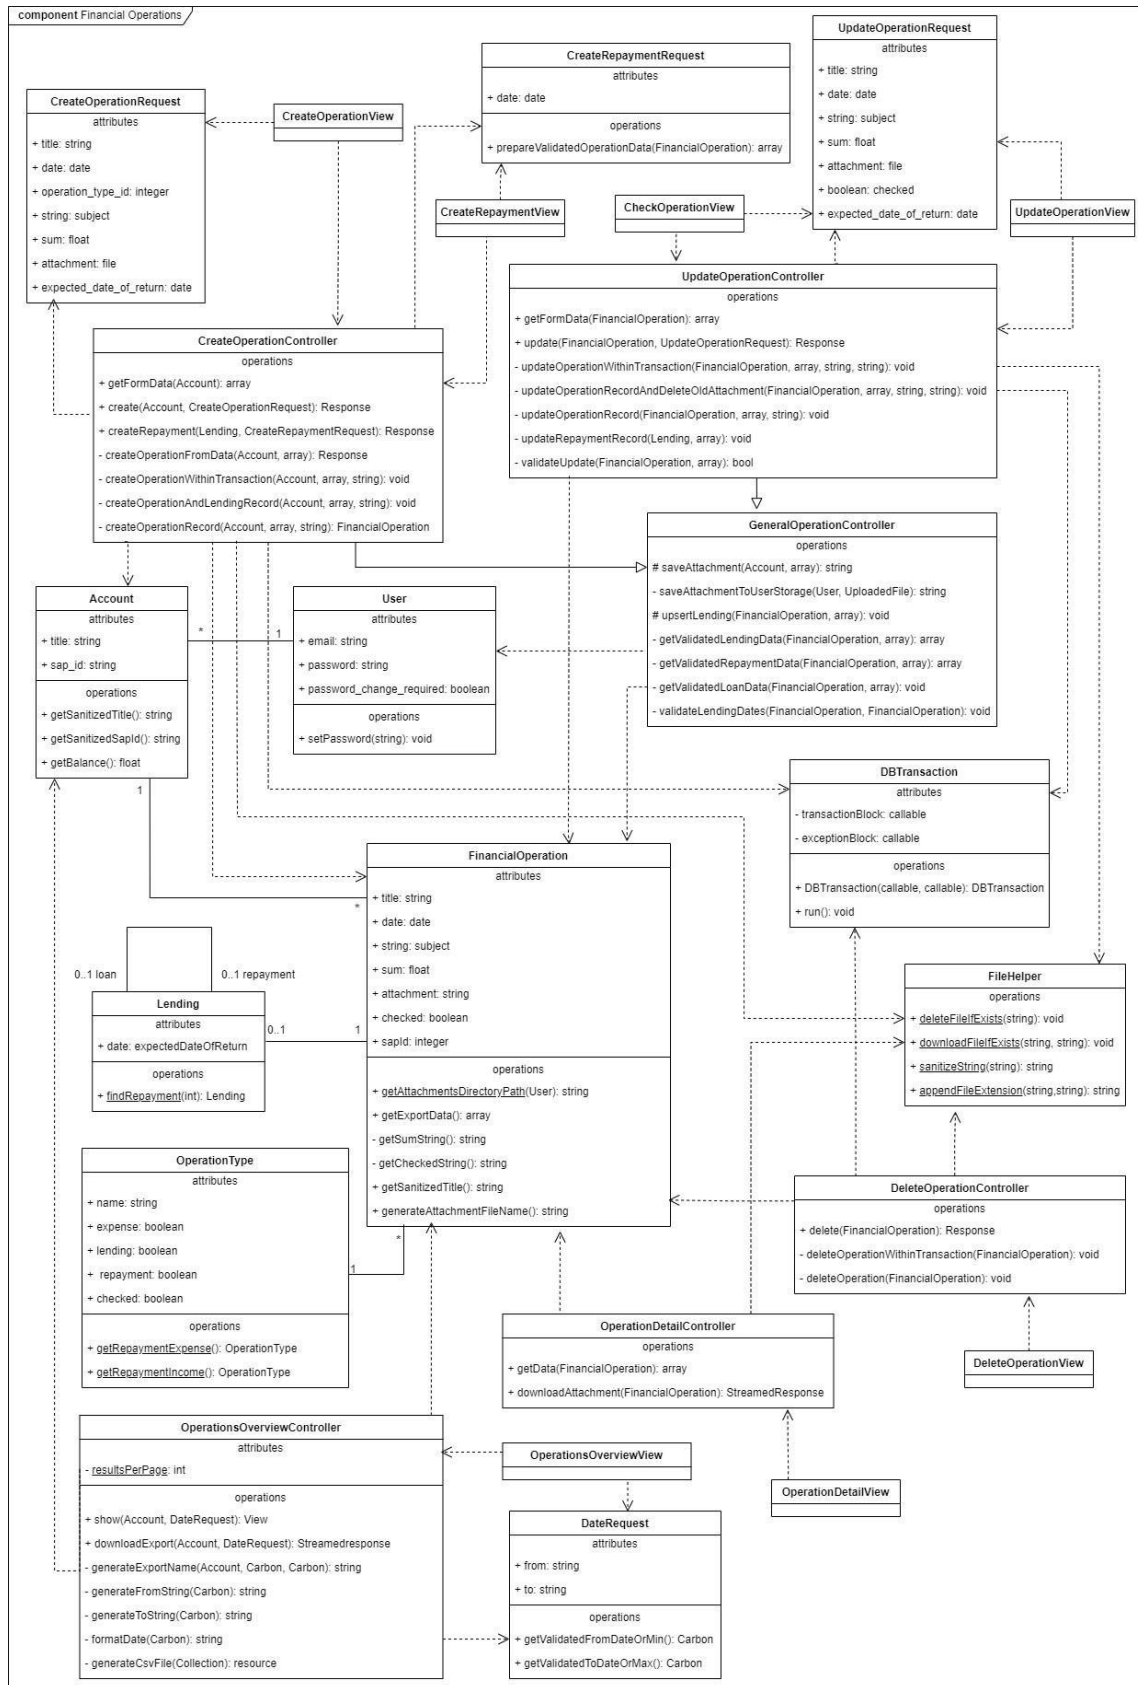 component Financial Operations
UpdateOperationRequest
attributes
+ title: string
+ date: date
+ string: subject
+ sum: float
+ attachment: file
+ boolean: checked
+ expected_date_of_return: date
CreateRepaymentRequest
attributes
+ date: date
operations
+ prepareValidatedOperationData(FinancialOperation): array
CreateOperationRequest
attributes
+ title: string
+ date: date
+ operation_type_id: integer
+ string: subject
+ sum: float
+ attachment: file
+ expected_date_of_return: date
CreateOperationView
CreateRepaymentView
CheckOperationView
UpdateOperationView
UpdateOperationController
operations
+ getFormData(FinancialOperation): array
+ update(FinancialOperation, UpdateOperationRequest): Response
- updateOperationWithinTransaction(FinancialOperation, array, string, string): void
- updateOperationRecordAndDeleteOldAttachment(FinancialOperation, array, string, string): void
- updateOperationRecord(FinancialOperation, array, string): void
- updateRepaymentRecord(Lending, array): void
- validateUpdate(FinancialOperation, array): bool
CreateOperationController
operations
+ getFormData(Account): array
+ create(Account, CreateOperationRequest): Response
+ createRepayment(Lending, CreateRepaymentRequest): Response
- createOperationFromData(Account, array): Response
- createOperationWithinTransaction(Account, array, string): void
- createOperationAndLendingRecord(Account, array, string): void
- createOperationRecord(Account, array, string): FinancialOperation
GeneralOperationController
operations
# saveAttachment(Account, array): string
- saveAttachmentToUserStorage(User, UploadedFile): string
# upsertLending(FinancialOperation, array): void
- getValidatedLendingData(FinancialOperation, array): array
- getValidatedRepaymentData(FinancialOperation, array): array
- getValidatedLoanData(FinancialOperation, array): void
- validateLendingDates(FinancialOperation, FinancialOperation): void
Account
attributes
+ title: string
+ sap_id: string
operations
+ getSanitizedTitle(): string
+ getSanitizedSapId(): string
+ getBalance(): float
*
1
User
attributes
+ email: string
+ password: string
+ password_change_required: boolean
operations
+ setPassword(string): void
1
*
DBTransaction
attributes
- transactionBlock: callable
- exceptionBlock: callable
operations
+ DBTransaction(callable, callable): DBTransaction
+ run(): void
FinancialOperation
attributes
+ title: string
+ date: date
+ string: subject
+ sum: float
+ attachment: string
+ checked: boolean
+ sapId: integer
operations
+ getAttachmentsDirectoryPath(User): string
+ getExportData(): array
- getSumString(): string
- getCheckedString(): string
+ getSanitizedTitle(): string
+ generateAttachmentFileName(): string
0..1 loan
0..1 repayment
Lending
attributes
+ date: expectedDateOfReturn
operations
+ findRepayment(int): Lending
0..1
1
FileHelper
operations
+ deleteFileIfExists(string): void
+ downloadFileIfExists(string, string): void
+ sanitizeString(string): string
+ appendFileExtension(string,string): string
OperationType
attributes
+ name: string
+ expense: boolean
+ lending: boolean
+ repayment: boolean
+ checked: boolean
operations
+ getRepaymentExpense(): OperationType
+ getRepaymentIncome(): OperationType
1
*
DeleteOperationController
operations
+ delete(FinancialOperation): Response
- deleteOperationWithinTransaction(FinancialOperation): void
- deleteOperation(FinancialOperation): void
OperationDetailController
operations
+ getData(FinancialOperation): array
+ downloadAttachment(FinancialOperation): StreamedResponse
DeleteOperationView
OperationsOverviewController
attributes
- resultsPerPage: int
operations
+ show(Account, DateRequest): View
+ downloadExport(Account, DateRequest): Streamedresponse
- generateExportName(Account, Carbon, Carbon): string
- generateFromString(Carbon): string
- generateToString(Carbon): string
- formatDate(Carbon): string
- generateCsvFile(Collection): resource
OperationsOverviewView
OperationDetailView
DateRequest
attributes
+ from: string
+ to: string
operations
+ getValidatedFromDateOrMin(): Carbon
+ getValidatedToDateOrMax(): Carbon